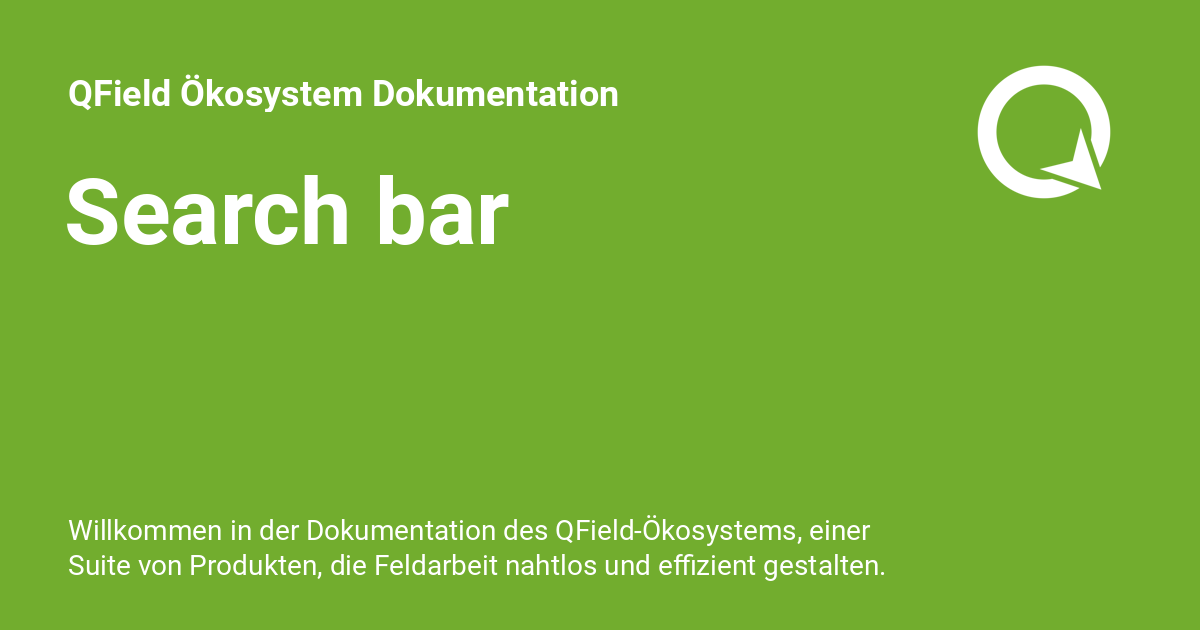 QField Ökosystem Dokumentation
Search bar
Willkommen in der Dokumentation des QField-Ökosystems, einer
Suite von Produkten, die Feldarbeit nahtlos und effizient gestalten.